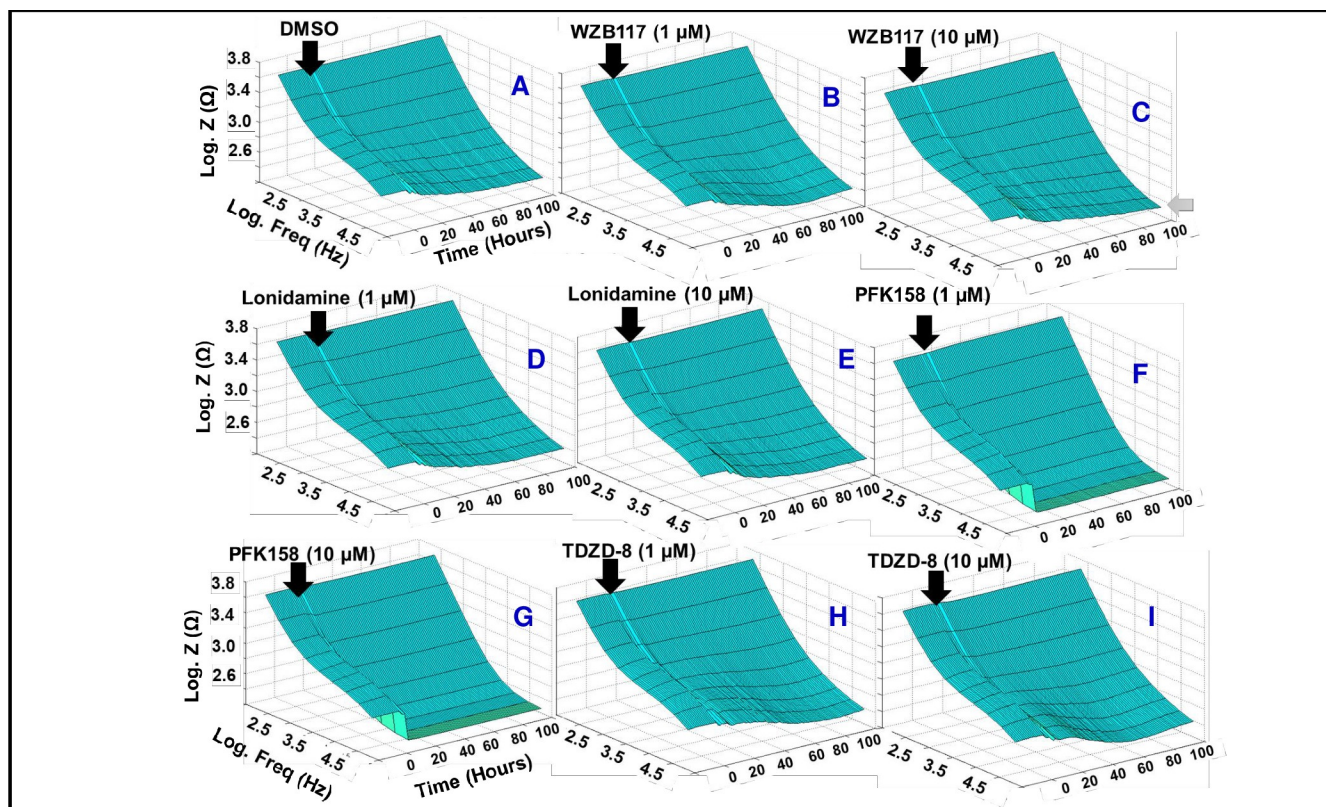 DMSO
WZB117 (1 µM)
WZB117 (10 µM)
A
B
C
3.8
3.4
3.0
2.6
Log. Z (Ω)
2.5
3.5
4.5
Log. Freq (Hz)
0 20 40 60 80 100
Time (Hours)
2.5
3.5
4.5
0 20 40 60 80 100
2.5
3.5
4.5
0 20 40 60 80 100
Lonidamine (1 µM)
Lonidamine (10 µM)
PFK158 (1 µM)
D
E
F
3.8
3.4
3.0
2.6
Log. Z (Ω)
2.5
3.5
4.5
0 20 40 60 80 100
2.5
3.5
4.5
0 20 40 60 80 100
2.5
3.5
4.5
0 20 40 60 80 100
PFK158 (10 µM)
TDZD-8 (1 µM)
TDZD-8 (10 µM)
G
H
I
3.8
3.4
3.0
2.6
Log. Z (Ω)
2.5
3.5
4.5
Log. Freq (Hz)
0 20 40 60 80 100
Time (Hours)
2.5
3.5
4.5
0 20 40 60 80 100
2.5
3.5
4.5
0 20 40 60 80 100